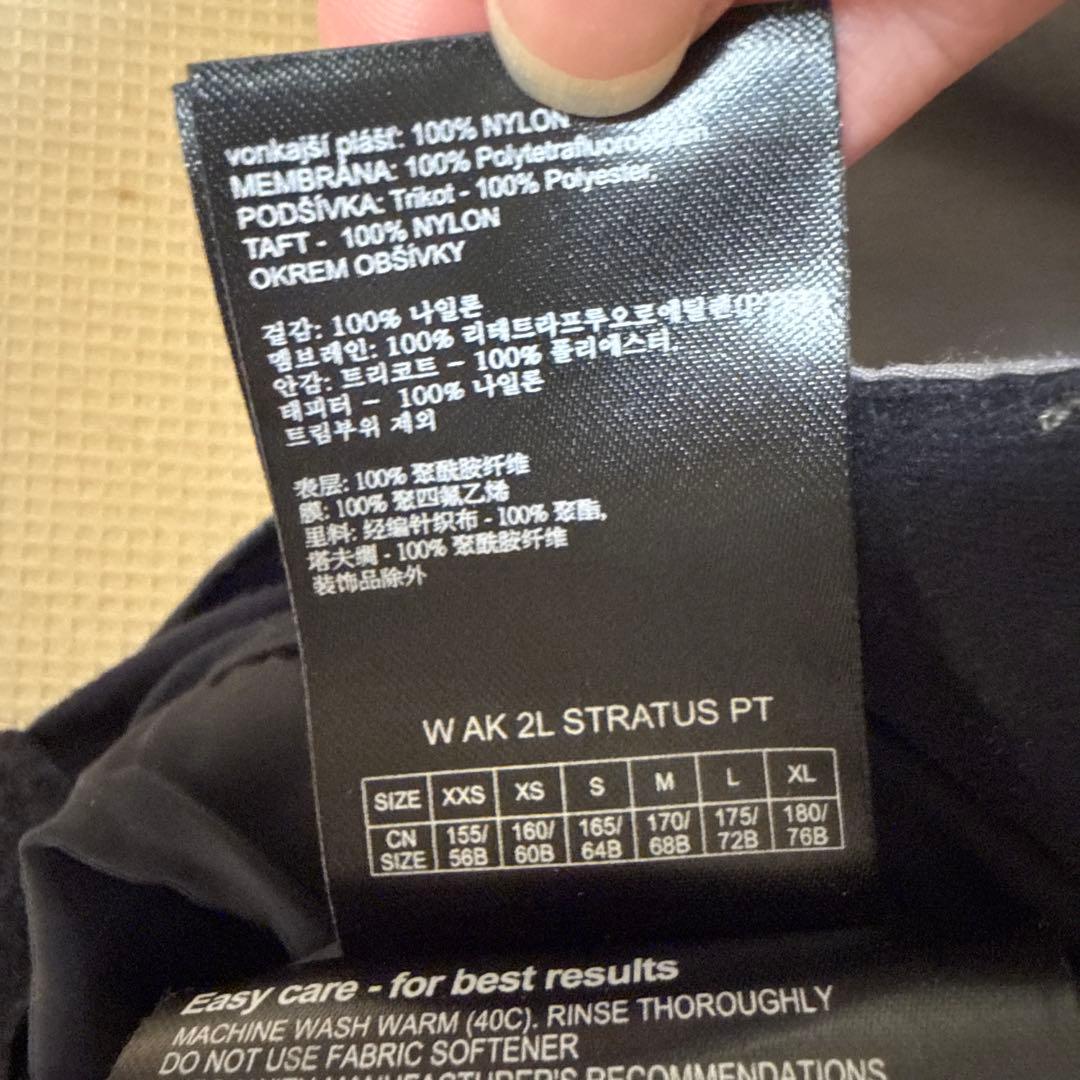 vonkajší plášť: 100% NYLON
MEMBRÁNA: 100% Polytetrafluoroetylén
PODŠÍVKA: Trikot - 100% Polyester,
TAFT - 100% NYLON
OKREM OBŠÍVKY
겉감: 100% 나일론
멤브레인: 100% 리테트라프루오로에틸렌(PTFE)
안감: 트리코트 - 100% 폴리에스터.
태피터 - 100% 나일론
트림부위 제외
表层: 100% 聚酰胺纤维
膜: 100% 聚四氟乙烯
里料: 经编针织布 - 100% 聚酯,
塔夫绸 - 100% 聚酰胺纤维
装饰品除外
W AK 2L STRATUS PT
SIZE XXS XS S M L XL
CN 155/ 160/ 165/ 170/ 175/ 180/
SIZE 56B 60B 64B 68B 72B 76B
Easy care - for best results
MACHINE WASH WARM (40C). RINSE THOROUGHLY
DO NOT USE FABRIC SOFTENER
MANUFACTURER'S RECOMMENDATIONS